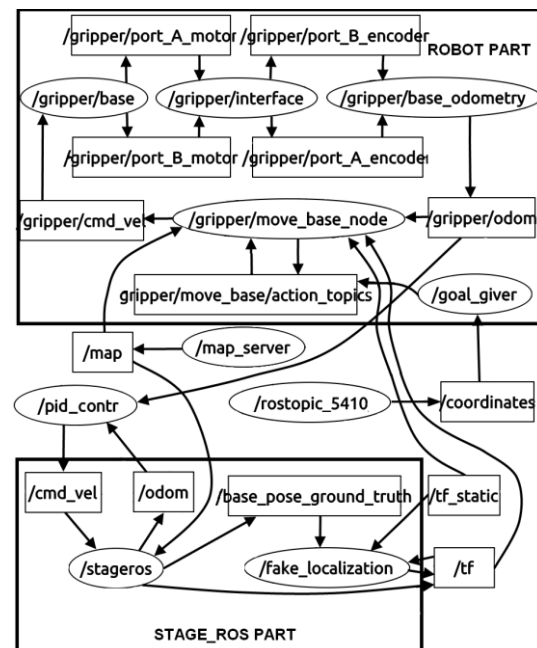 /gripper/port_A_motor
/gripper/port_B_encoder
ROBOT PART
/gripper/base
/gripper/interface
/gripper/base_odometry
/gripper/port_B_motor
/gripper/port_A_encoder
/gripper/cmd_vel
/gripper/move_base_node
/gripper/odom
gripper/move_base/action_topics
/goal_giver
/map
/map_server
/pid_contr
/rostopic_5410
/coordinates
/cmd_vel
/odom
/base_pose_ground_truth
/tf_static
/stageros
/fake_localization
/tf
STAGE_ROS PART